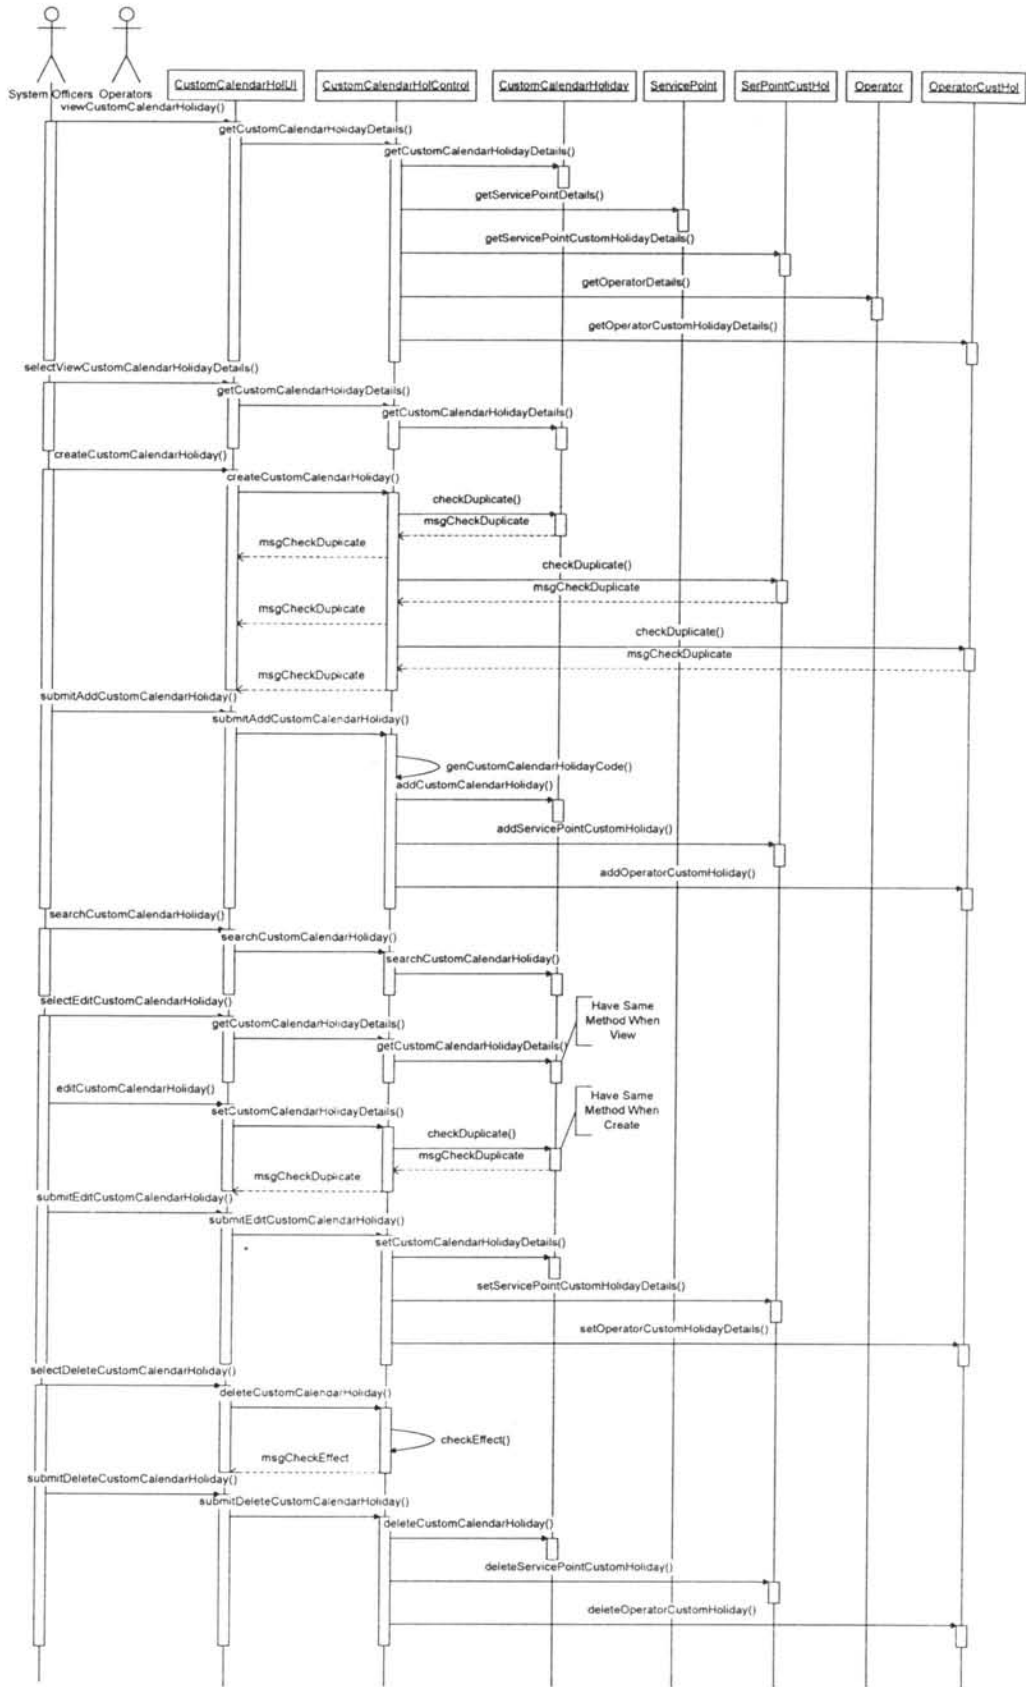 System Officers Operators
CustomCalendarHolUI CustomCalendarHolControl CustomCalendarHoliday ServicePoint SerPointCustHol Operator OperatorCustHol
viewCustomCalendarHoliday()
getCustomCalendarHolidayDetails()
getCustomCalendarHolidayDetails()
getServicePointDetails()
getServicePointCustomHolidayDetails()
getOperatorDetails()
getOperatorCustomHolidayDetails()
selectViewCustomCalendarHolidayDetails()
getCustomCalendarHolidayDetails()
getCustomCalendarHolidayDetails()
createCustomCalendarHoliday()
createCustomCalendarHoliday()
checkDuplicate()
msgCheckDuplicate
msgCheckDuplicate
checkDuplicate()
msgCheckDuplicate
msgCheckDuplicate
checkDuplicate()
msgCheckDuplicate
msgCheckDuplicate
submitAddCustomCalendarHoliday()
submitAddCustomCalendarHoliday()
genCustomCalendarHolidayCode()
addCustomCalendarHoliday()
addServicePointCustomHoliday()
addOperatorCustomHoliday()
searchCustomCalendarHoliday()
searchCustomCalendarHoliday()
searchCustomCalendarHoliday()
selectEditCustomCalendarHoliday()
getCustomCalendarHolidayDetails()
getCustomCalendarHolidayDetails()
Have Same
Method When
View
editCustomCalendarHoliday()
setCustomCalendarHolidayDetails()
checkDuplicate()
msgCheckDuplicate
msgCheckDuplicate
Have Same
Method When
Create
submitEditCustomCalendarHoliday()
submitEditCustomCalendarHoliday()
setCustomCalendarHolidayDetails()
setServicePointCustomHolidayDetails()
setOperatorCustomHolidayDetails()
selectDeleteCustomCalendarHoliday()
deleteCustomCalendarHoliday()
checkEffect()
msgCheckEffect
submitDeleteCustomCalendarHoliday()
submitDeleteCustomCalendarHoliday()
deleteCustomCalendarHoliday()
deleteServicePointCustomHoliday()
deleteOperatorCustomHoliday()